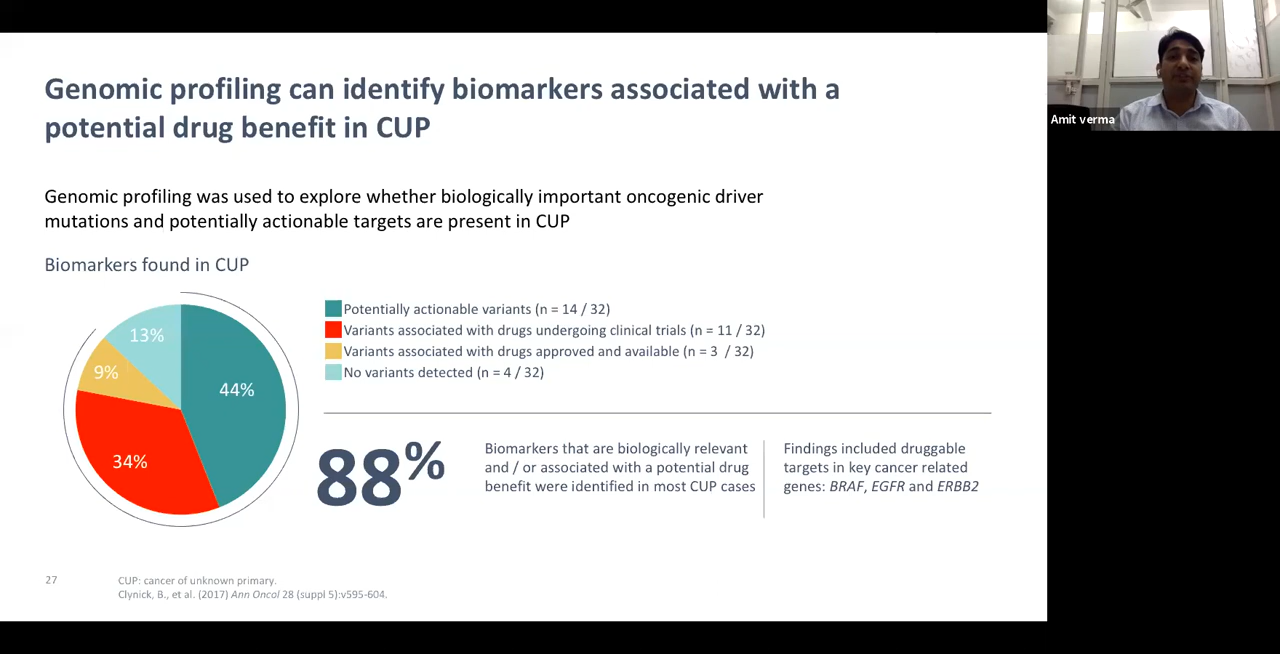 Genomic profiling can identify biomarkers associated with a
potential drug benefit in CUP
Genomic profiling was used to explore whether biologically important oncogenic driver
mutations and potentially actionable targets are present in CUP
Biomarkers found in CUP
13%
9%
44%
34%
Potentially actionable variants (n = 14 / 32)
Variants associated with drugs undergoing clinical trials (n = 11 / 32)
Variants associated with drugs approved and available (n = 3 / 32)
No variants detected (n = 4 / 32)
88%
Biomarkers that are biologically relevant
and / or associated with a potential drug
benefit were identified in most CUP cases
Findings included druggable
targets in key cancer related
genes: BRAF, EGFR and ERBB2
27
CUP: cancer of unknown primary.
Clynick, B., et al. (2017) Ann Oncol 28 (suppl 5):v595-604.
Amit verma